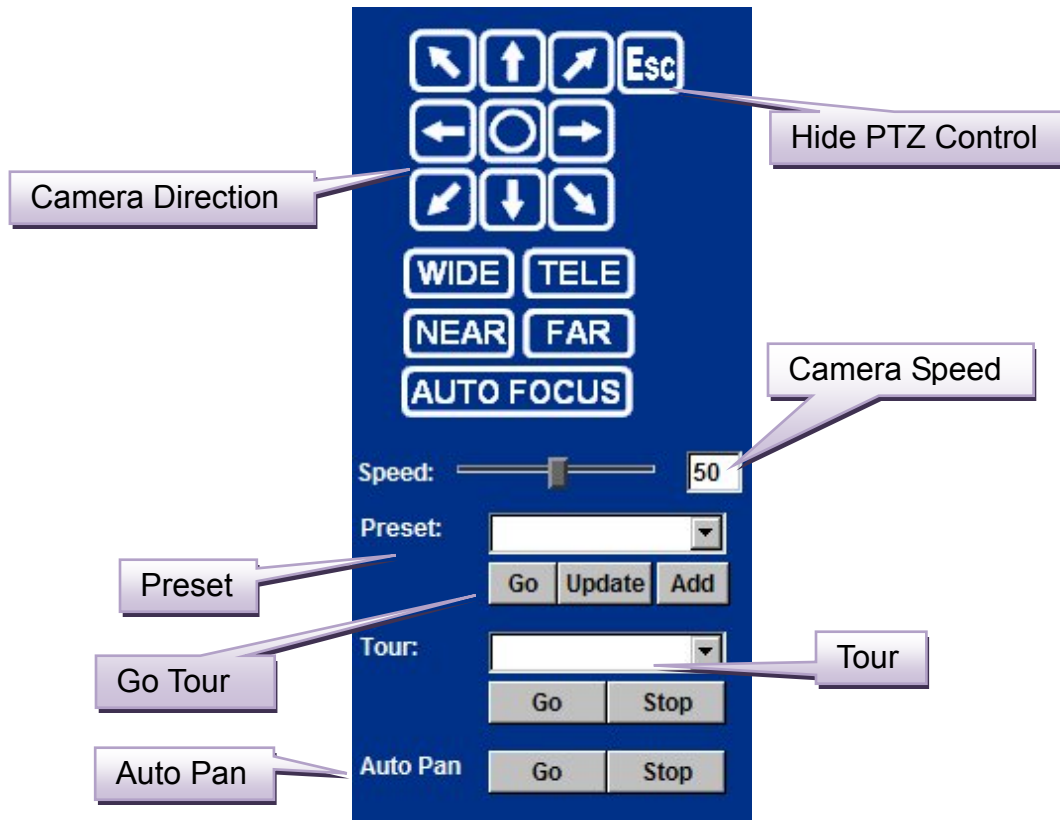 Esc
Hide PTZ Control
Camera Direction
WIDE TELE
NEAR FAR
AUTO FOCUS
Camera Speed
Speed: 50
Preset:
Preset
Go Update Add
Tour:
Tour
Go Tour
Go Stop
Auto Pan
Auto Pan Go Stop